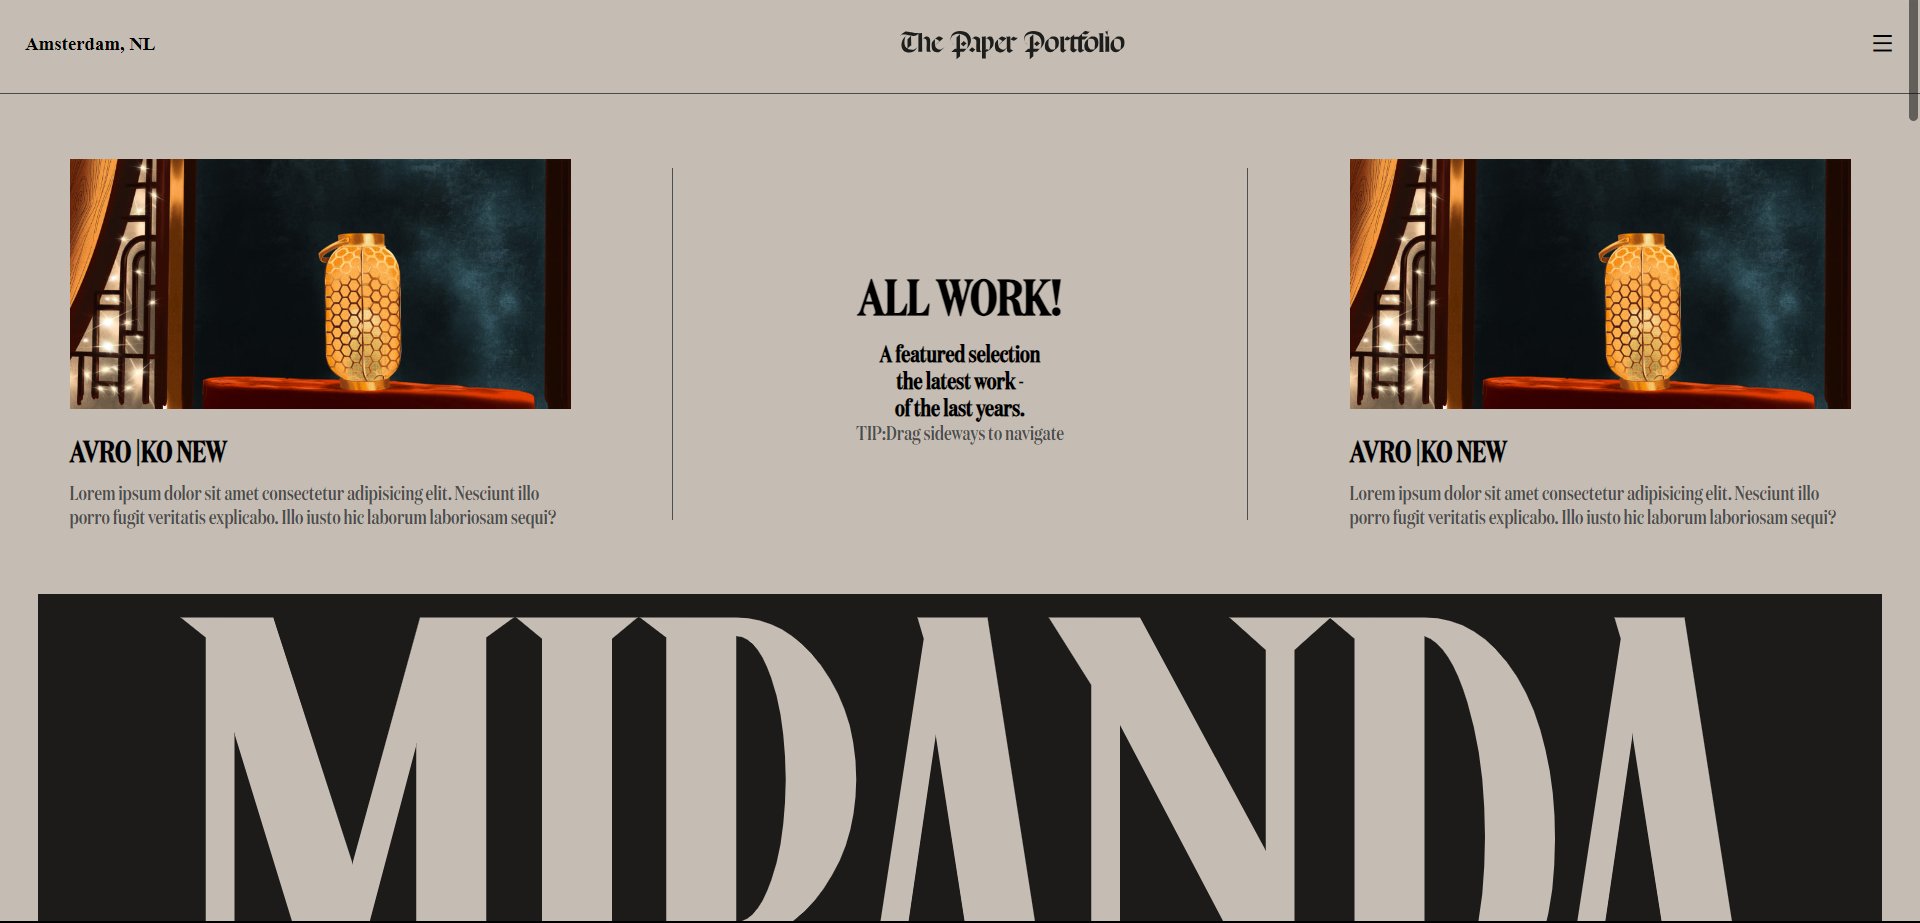 Amsterdam, NL
The Paper Portfolio
AVRO |KO NEW
Lorem ipsum dolor sit amet consectetur adipisicing elit. Nesciunt illo
porro fugit veritatis explicabo. Illo iusto hic laborum laboriosam sequi?
ALL WORK!
A featured selection
the latest work -
of the last years.
TIP:Drag sideways to navigate
AVRO |KO NEW
Lorem ipsum dolor sit amet consectetur adipisicing elit. Nesciunt illo
porro fugit veritatis explicabo. Illo iusto hic laborum laboriosam sequi?
MIRANDA